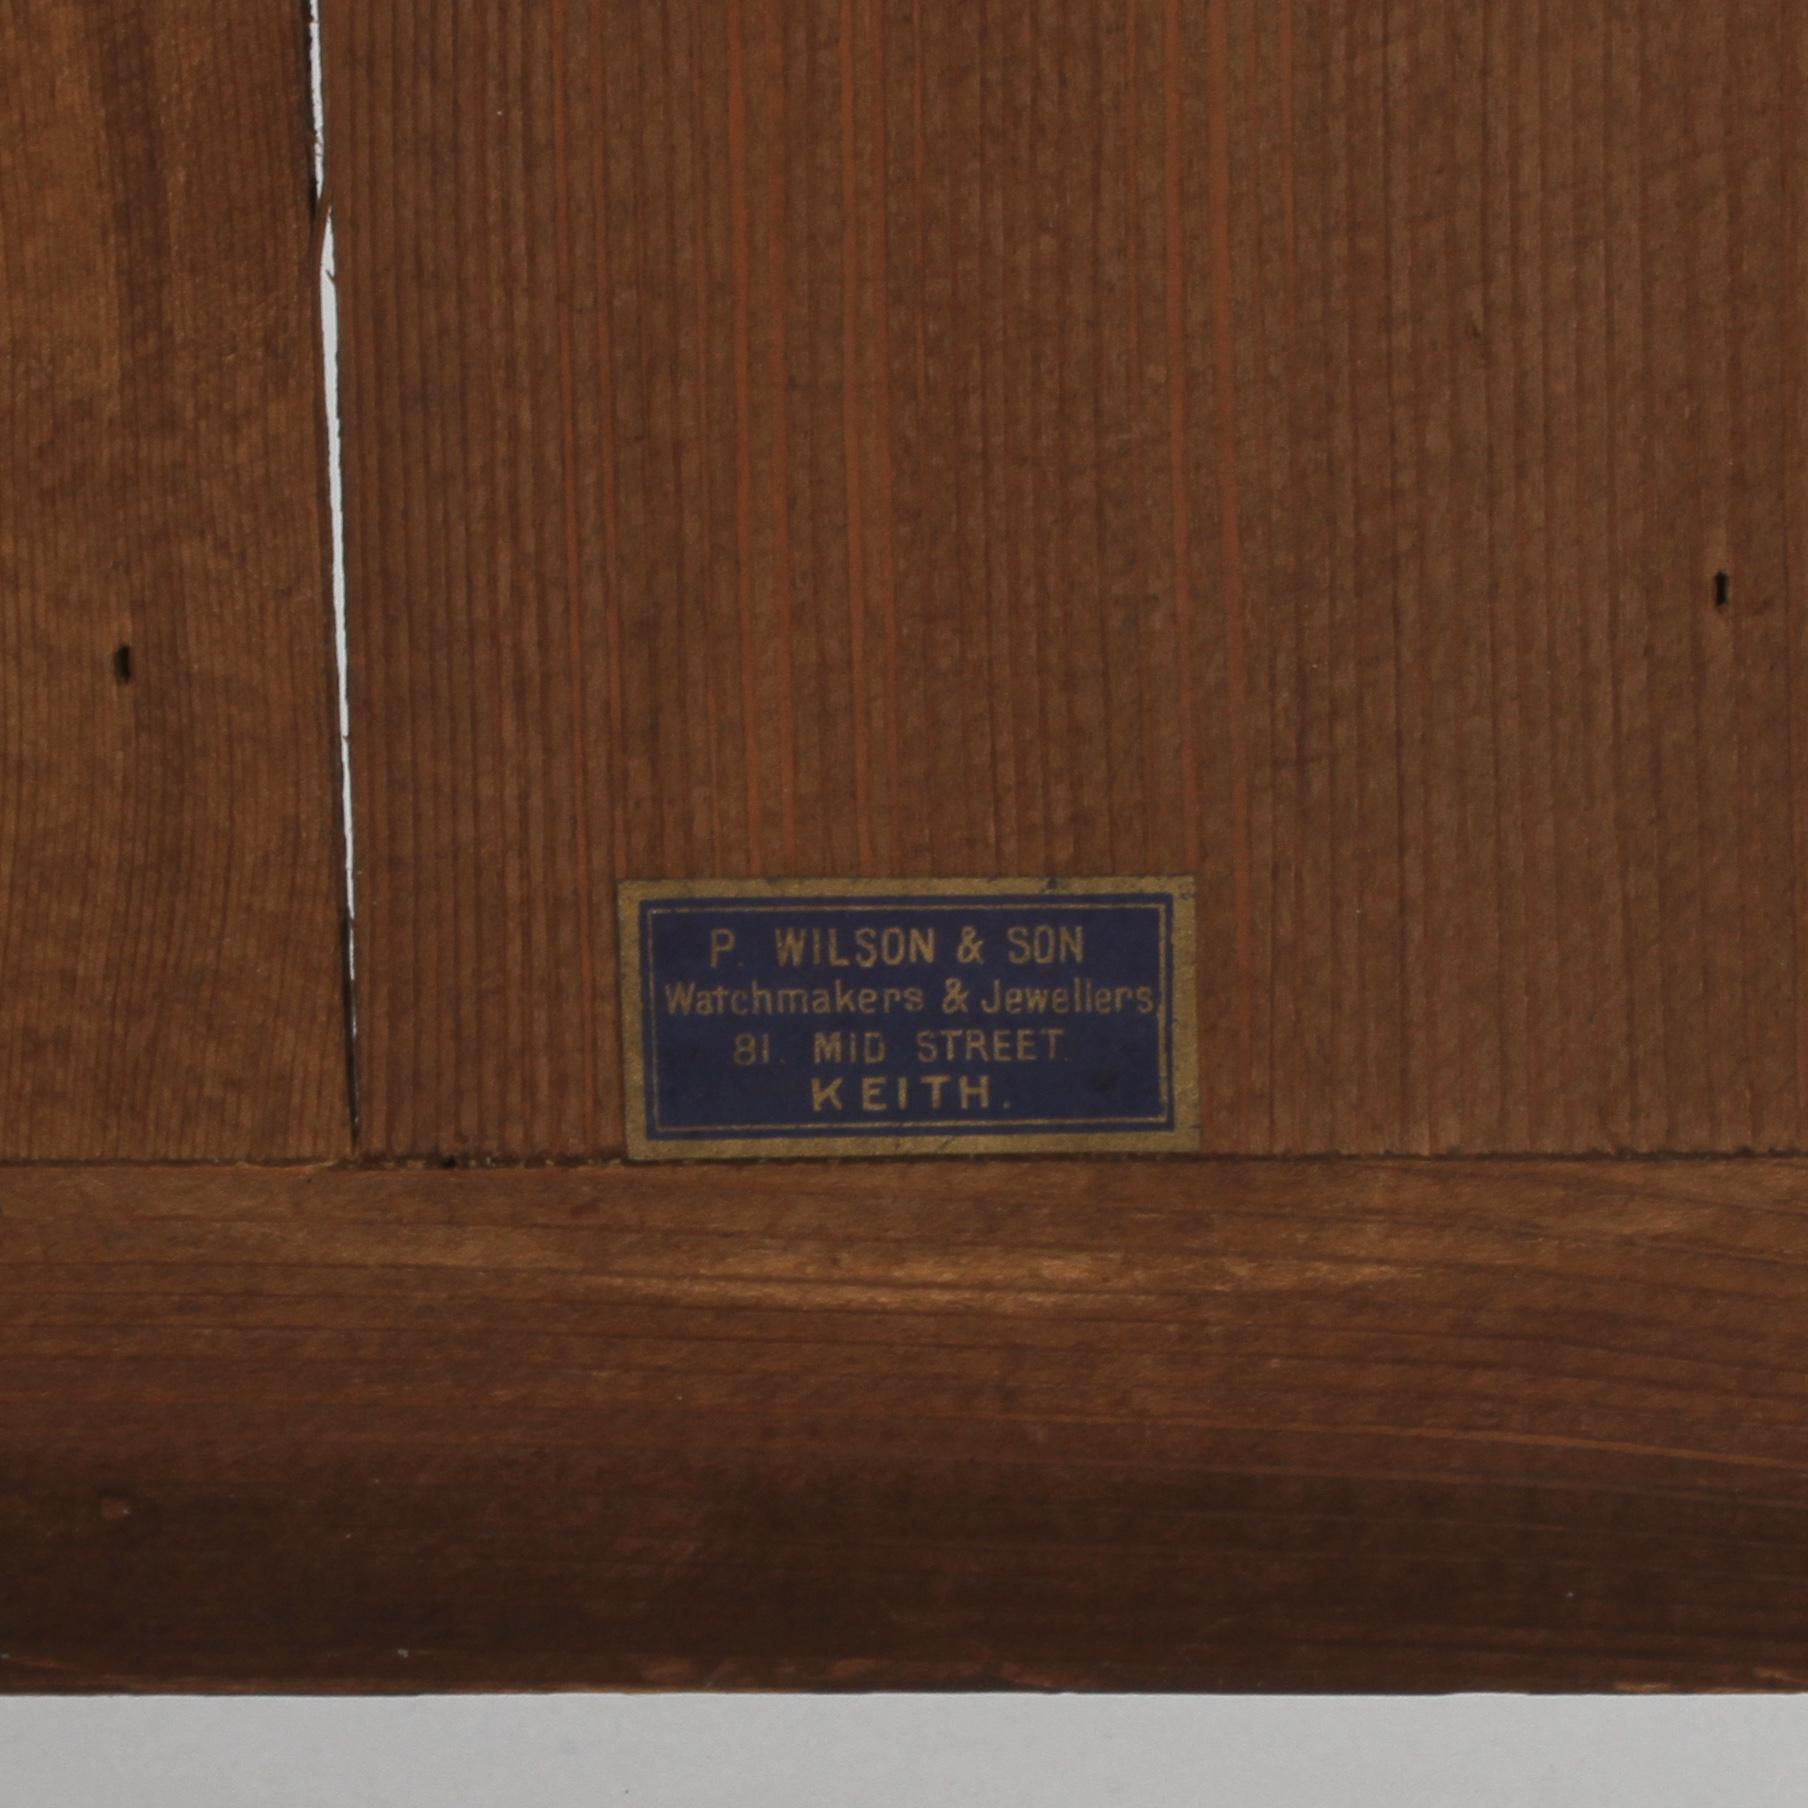 P. WILSON & SON
Watchmakers & Jewellers,
81. MID STREET.
KEITH.